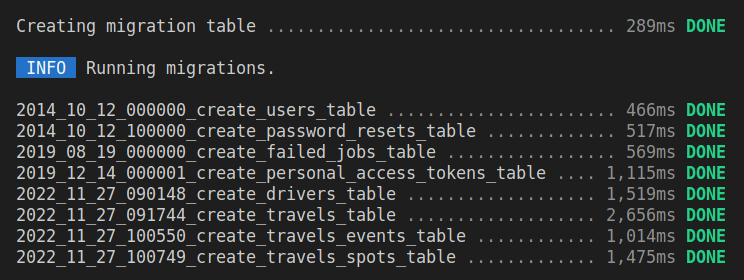 Creating migration table ................................... 289ms DONE
INFO Running migrations.
2014_10_12_000000_create_users_table ....................... 466ms DONE
2014_10_12_100000_create_password_resets_table ............. 517ms DONE
2019_08_19_000000_create_failed_jobs_table ................. 569ms DONE
2019_12_14_000001_create_personal_access_tokens_table .... 1,115ms DONE
2022_11_27_090148_create_drivers_table ................... 1,519ms DONE
2022_11_27_091744_create_travels_table ................... 2,656ms DONE
2022_11_27_100550_create_travels_events_table ............ 1,014ms DONE
2022_11_27_100749_create_travels_spots_table ............. 1,475ms DONE